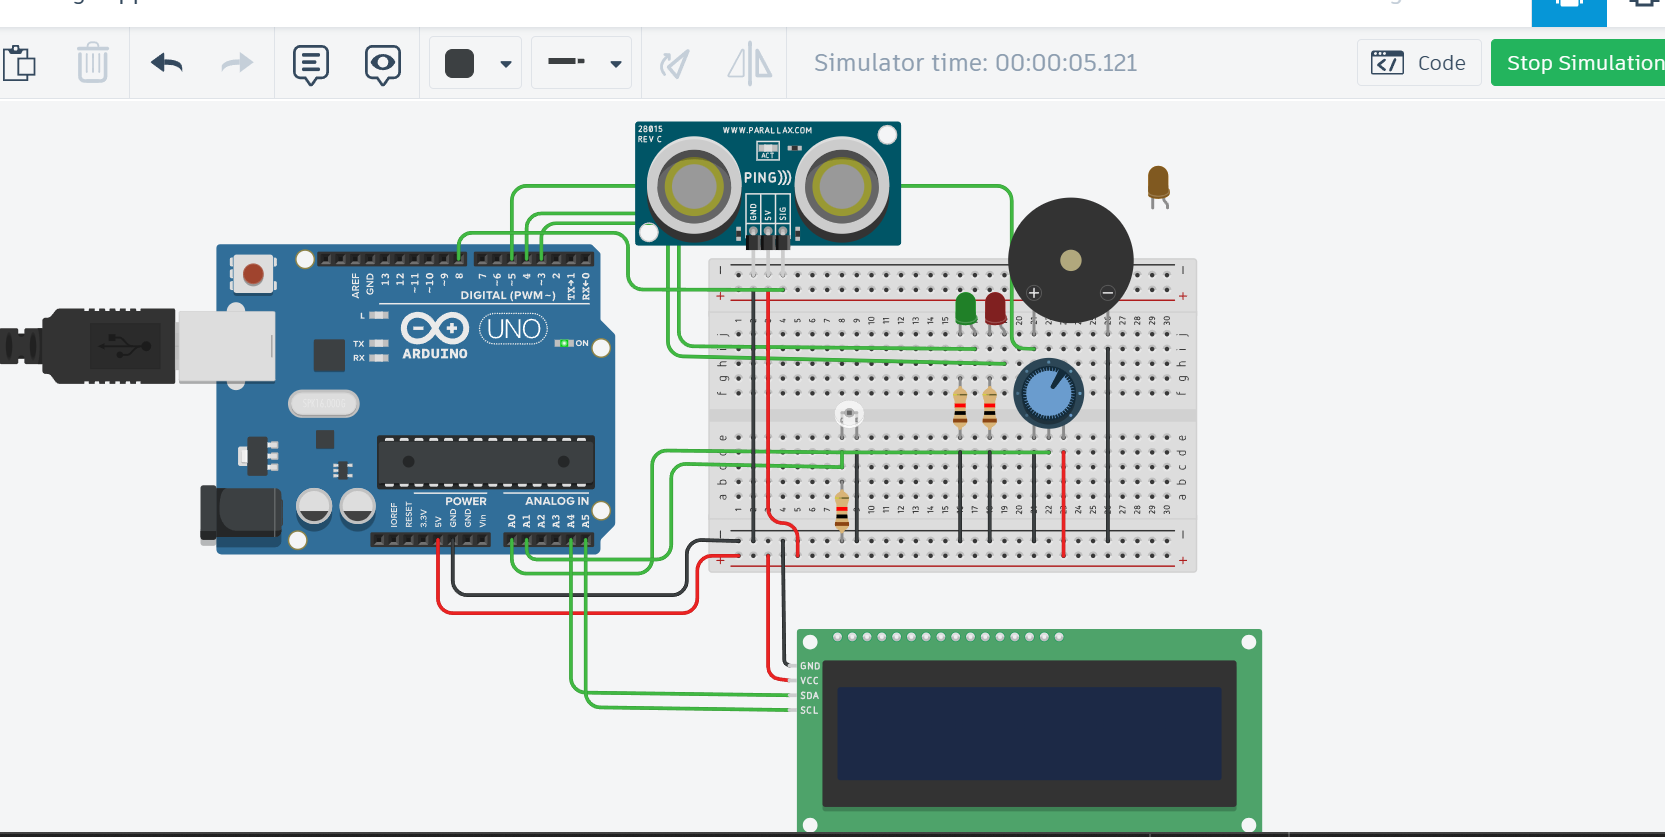 Simulator time: 00:00:05.121
Code
Stop Simulation
28015
REV C
WWW.PARALLAX.COM
ACT
PING)))
GND
5V
SIG
AREF
GND
13
12
~11
~10
~9
8
7
~6
~5
4
~3
2
TX→1
RX←0
DIGITAL (PWM~)
L
TX
RX
ARDUINO
UNO
ON
POWER
ANALOG IN
IOREF
RESET
3.3V
5V
GND
GND
Vin
A0
A1
A2
A3
A4
A5
GND
VCC
SDA
SCL